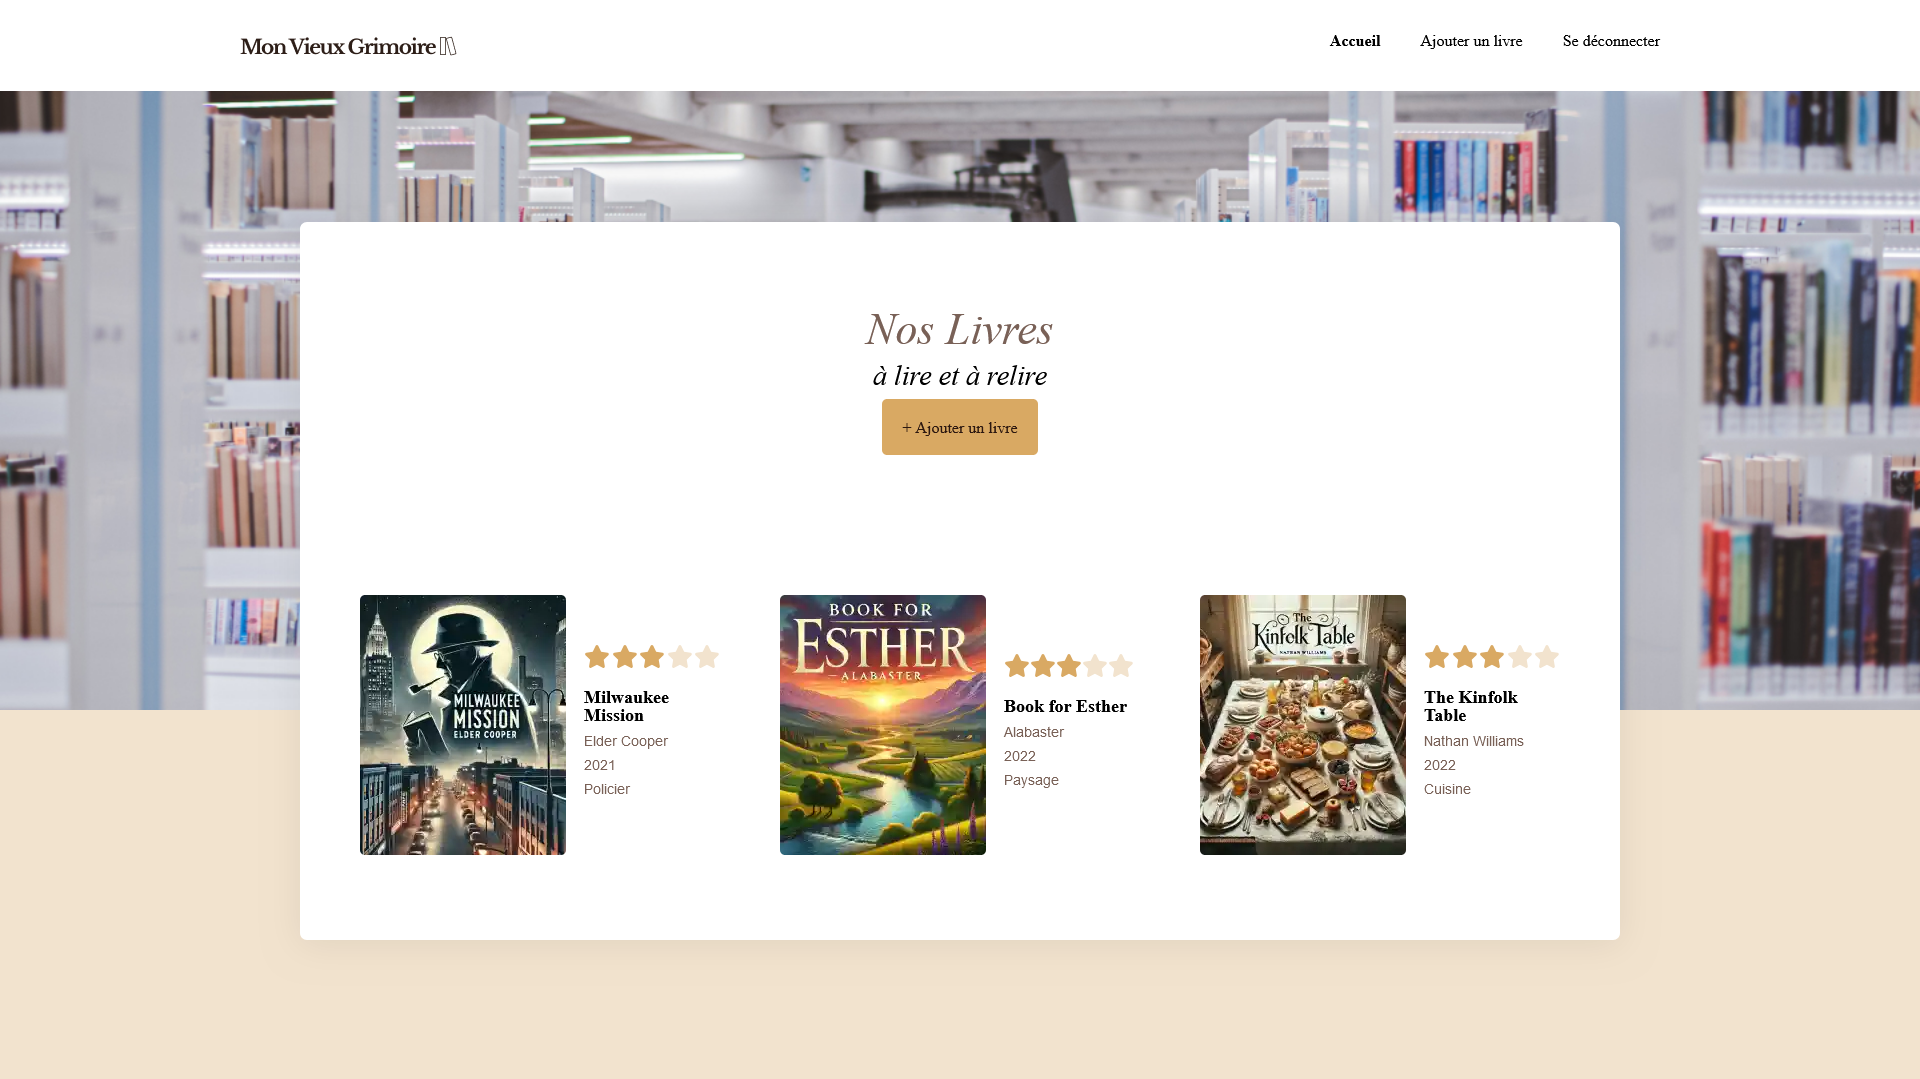 Mon Vieux Grimoire
Accueil
Ajouter un livre
Se déconnecter
Nos Livres
à lire et à relire
+ Ajouter un livre
MILWAUKEE
MISSION
ELDER COOPER
Milwaukee
Mission
Elder Cooper
2021
Policier
BOOK FOR
ESTHER
ALABASTER
Book for Esther
Alabaster
2022
Paysage
The
Kinfolk Table
NATHAN WILLIAMS
The Kinfolk
Table
Nathan Williams
2022
Cuisine